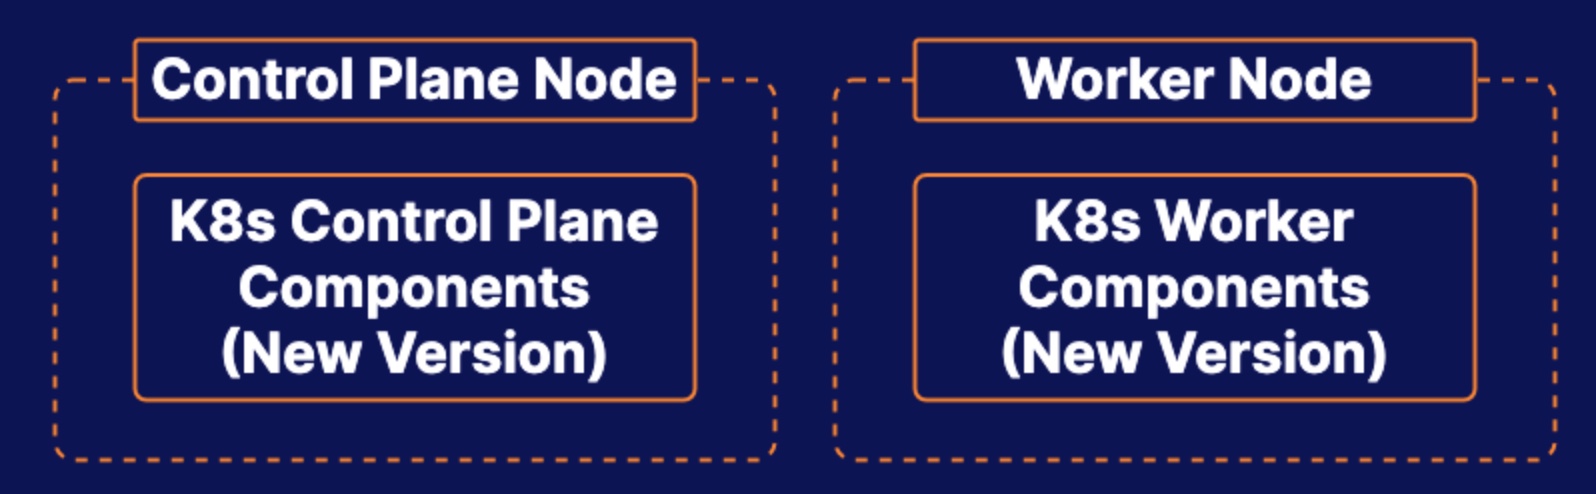 Control Plane Node
K8s Control Plane
Components
(New Version)
Worker Node
K8s Worker
Components
(New Version)